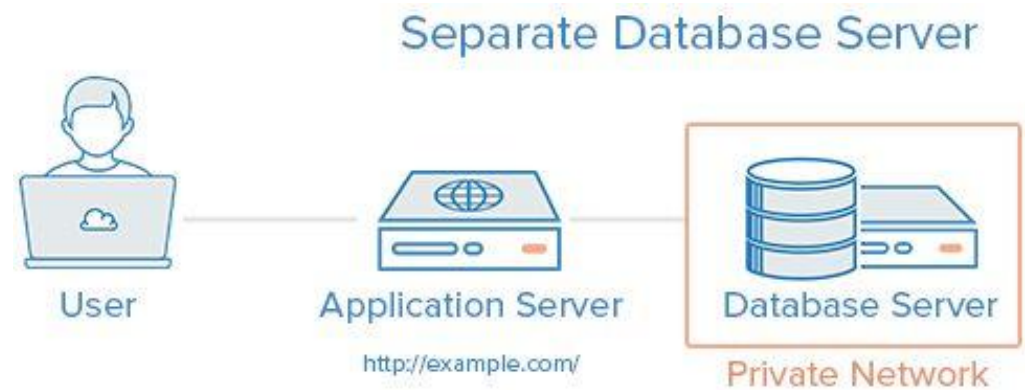 Separate Database Server
User
Application Server
Database Server
http://example.com/
Private Network